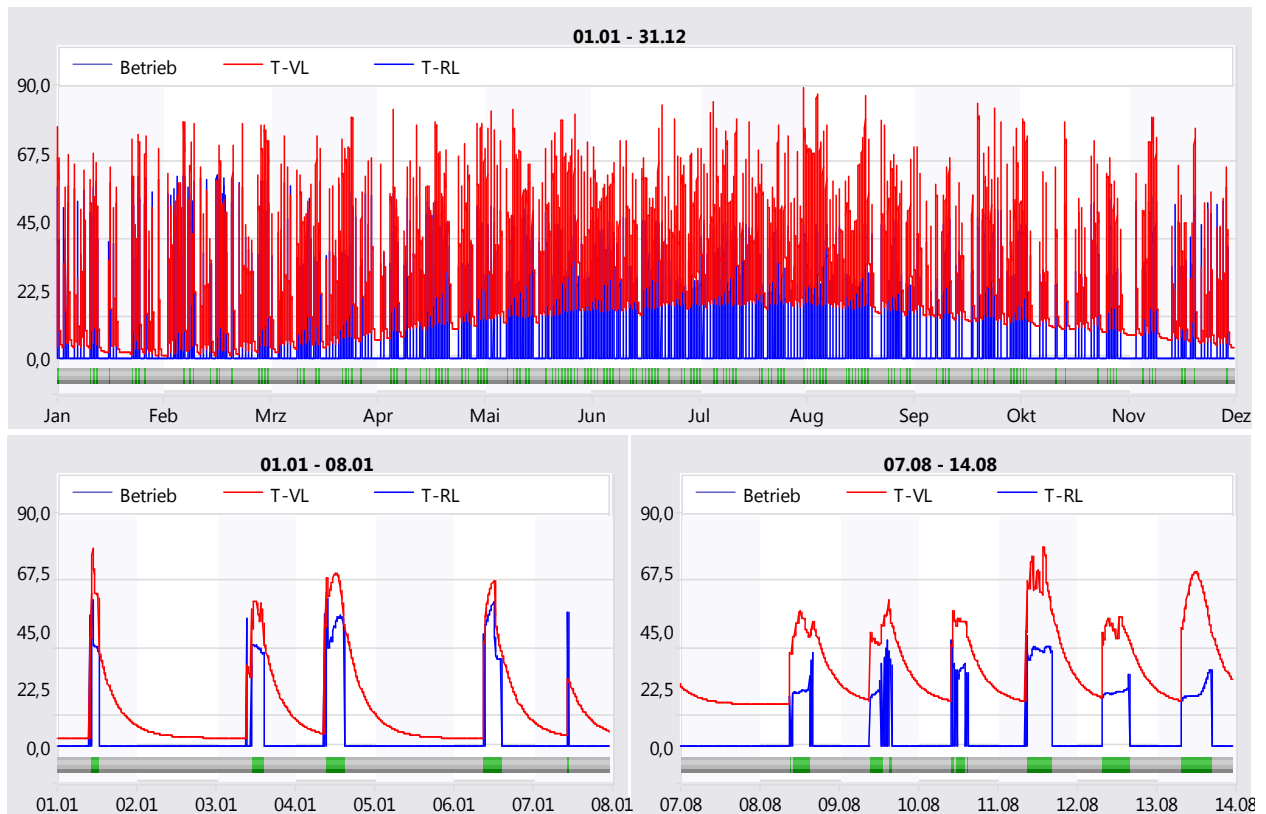 01.01 - 31.12
Betrieb T-VL T-RL
90,0
67,5
45,0
22,5
0,0
Jan Feb Mrz Apr Mai Jun Jul Aug Sep Okt Nov Dez
01.01 - 08.01
Betrieb T-VL T-RL
90,0
67,5
45,0
22,5
0,0
01.01 02.01 03.01 04.01 05.01 06.01 07.01 08.01
07.08 - 14.08
Betrieb T-VL T-RL
90,0
67,5
45,0
22,5
0,0
07.08 08.08 09.08 10.08 11.08 12.08 13.08 14.08